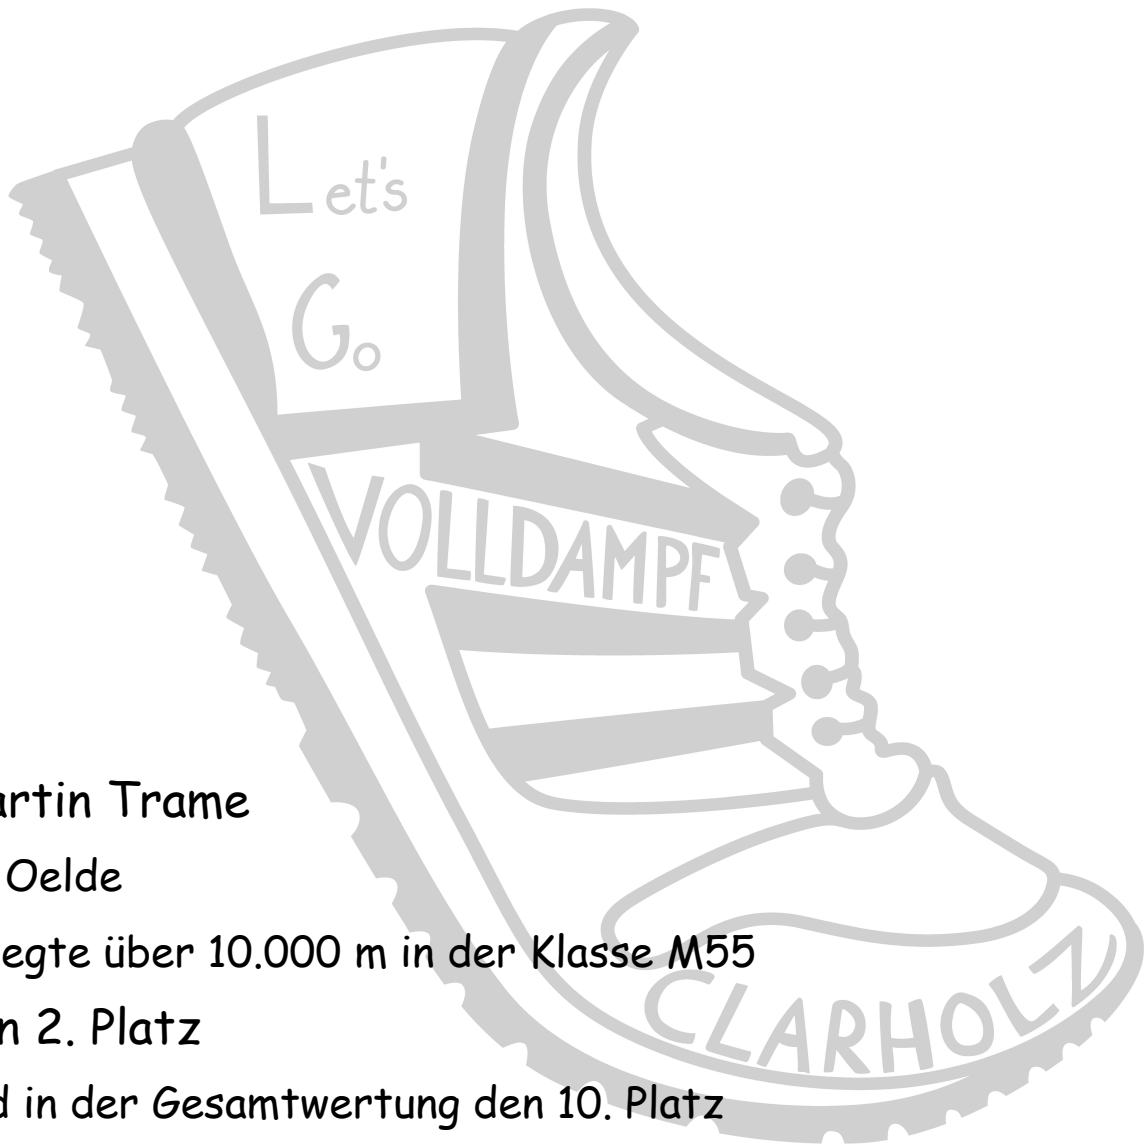 Let's
Go
VOLLDAMPF
artin Trame
Oelde
egte über 10.000 m in der Klasse M55
n 2. Platz
d in der Gesamtwertung den 10. Platz
CLARHOLZ